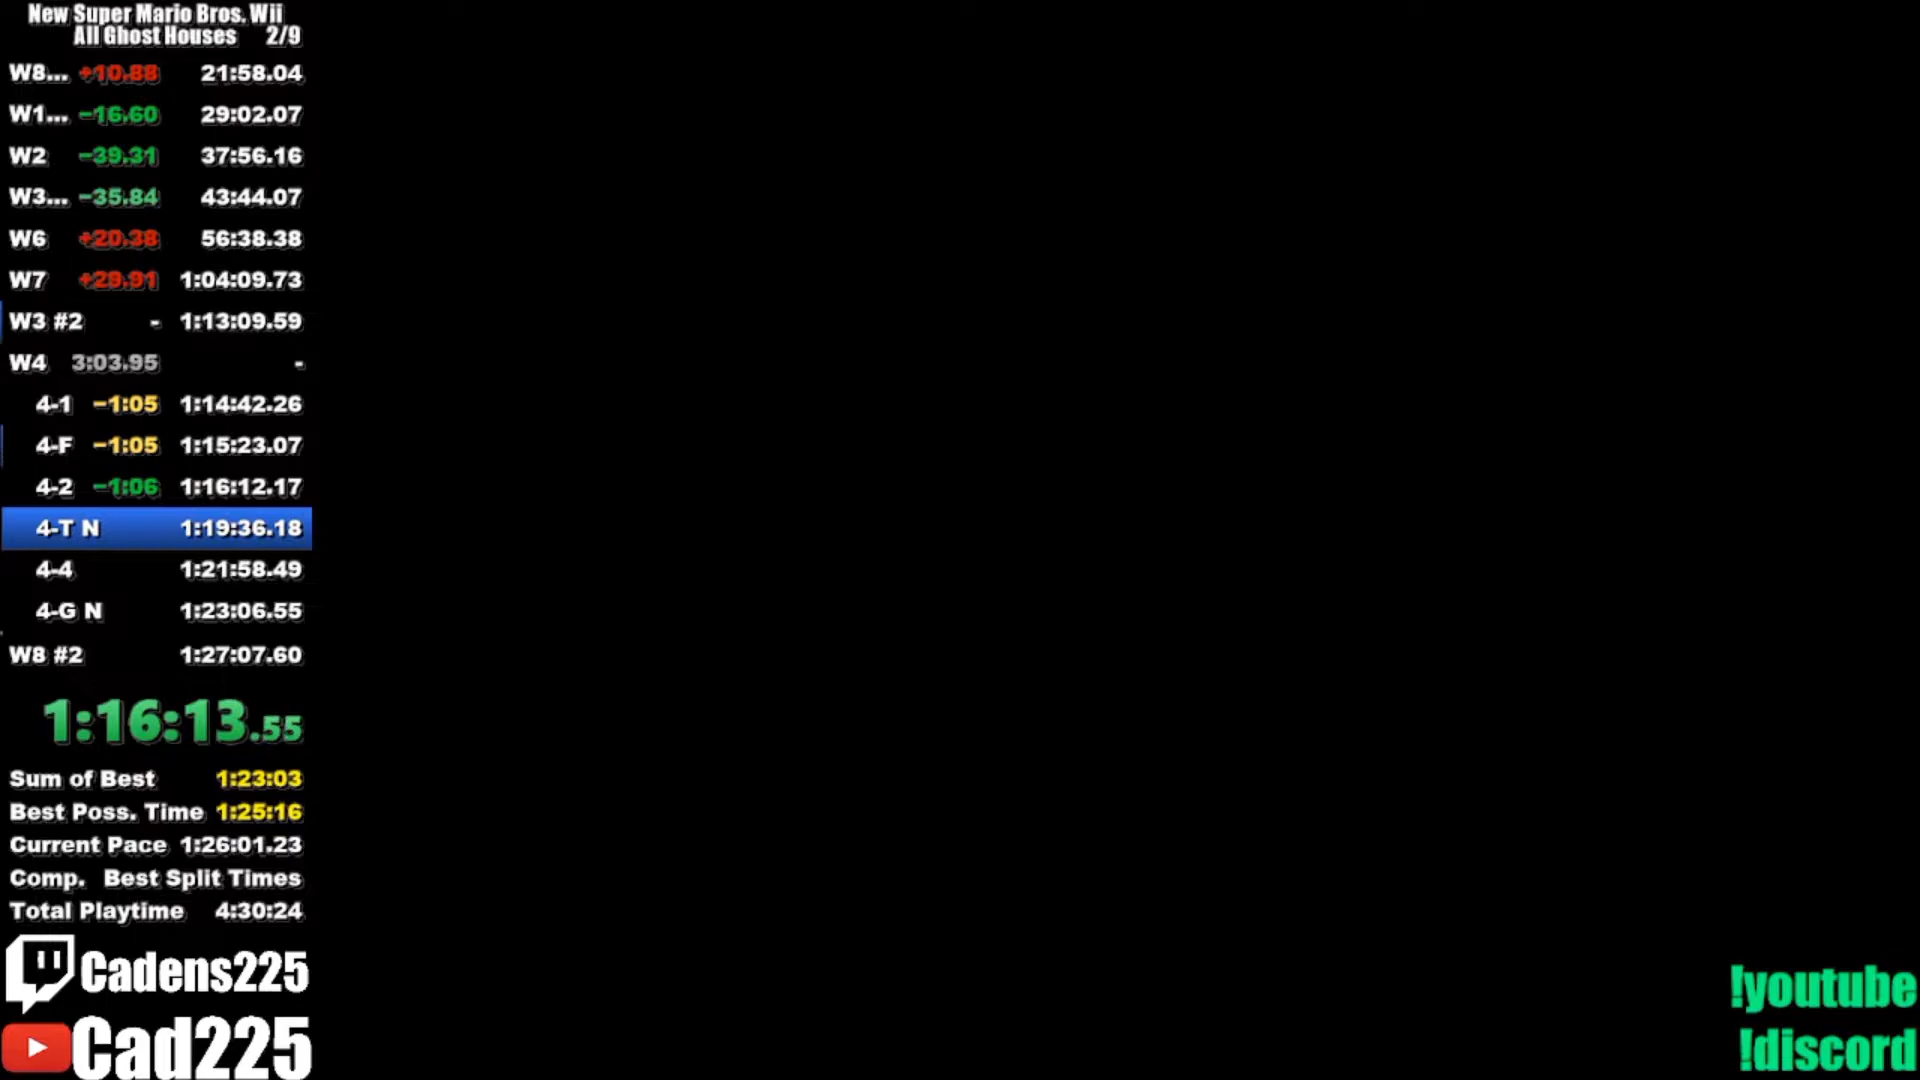 New Super Mario Bros. Wii
All Ghost Houses 2/9
W8... +10.88 21:58.04
W1... −16.60 29:02.07
W2 −39.31 37:56.16
W3... −35.84 43:44.07
W6 +20.38 56:38.38
W7 +29.91 1:04:09.73
W3 #2 - 1:13:09.59
W4 3:03.95 -
4-1 −1:05 1:14:42.26
4-F −1:05 1:15:23.07
4-2 −1:06 1:16:12.17
4-T N 1:19:36.18
4-4 1:21:58.49
4-G N 1:23:06.55
W8 #2 1:27:07.60
1:16:13.55
Sum of Best 1:23:03
Best Poss. Time 1:25:16
Current Pace 1:26:01.23
Comp. Best Split Times
Total Playtime 4:30:24
Cadens225
Cad225
!youtube
!discord